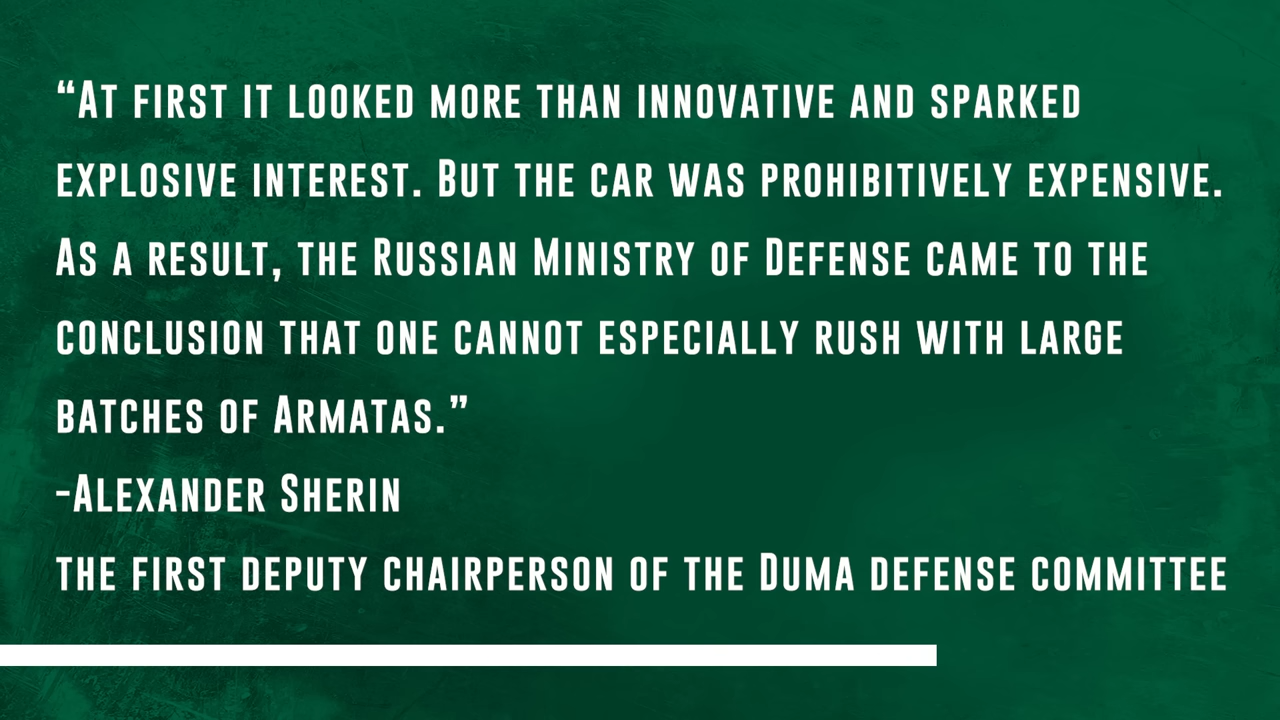 “At first it looked more than innovative and sparked
explosive interest. But the car was prohibitively expensive.
As a result, the Russian Ministry of Defense came to the
conclusion that one cannot especially rush with large
batches of Armatas.”
-Alexander Sherin
the first deputy chairperson of the Duma defense committee